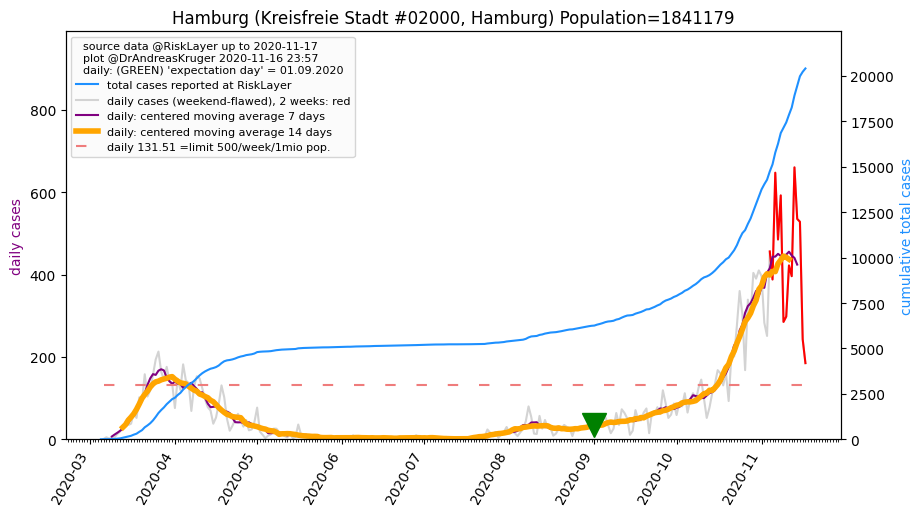 Hamburg (Kreisfreie Stadt #02000, Hamburg) Population=1841179
source data @RiskLayer up to 2020-11-17
plot @DrAndreasKruger 2020-11-16 23:57
daily: (GREEN) 'expectation day' = 01.09.2020
total cases reported at RiskLayer
daily cases (weekend-flawed), 2 weeks: red
daily: centered moving average 7 days
daily: centered moving average 14 days
daily 131.51 =limit 500/week/1mio pop.
daily cases
800
600
400
200
0
cumulative total cases
20000
17500
15000
12500
10000
7500
5000
2500
0
2020-03
2020-04
2020-05
2020-06
2020-07
2020-08
2020-09
2020-10
2020-11